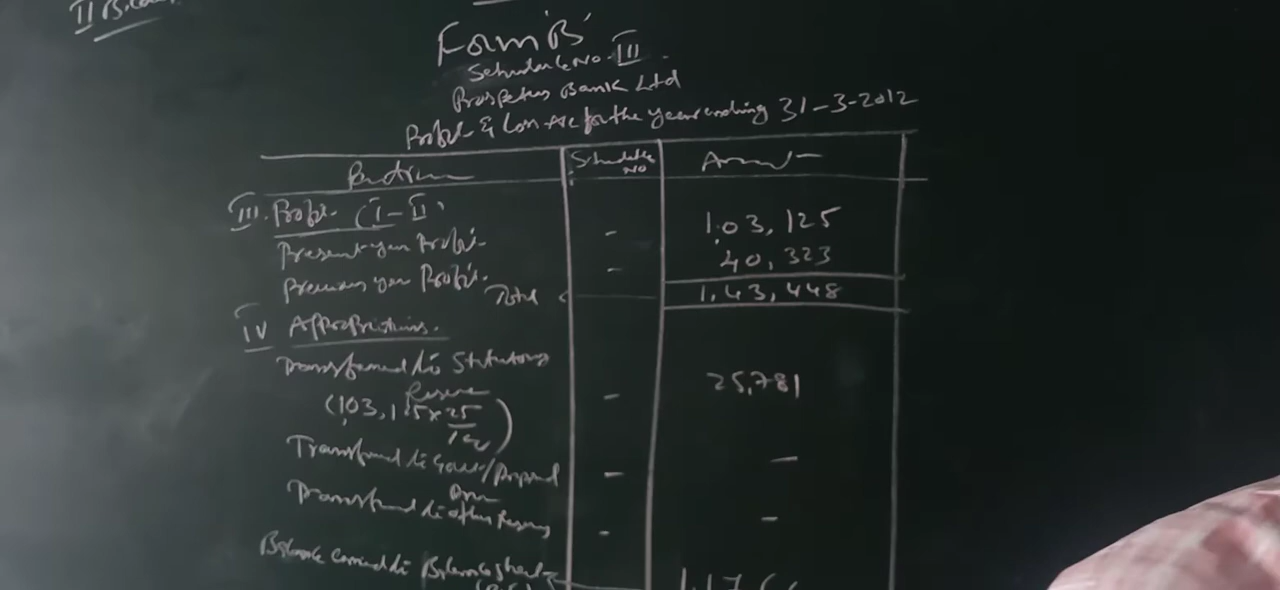 II
Form 'B'
Schedule No. III
Prosperous Bank Ltd
Profit & Loss A/c for the year ending 31-3-2012
Particulars Schedule No Amount
III. Profit (I-II)
Present year Profit - 1,03,125
Previous year Profit - 40,323
Total 1,43,448
IV Appropriations.
Transferred to Statutory
Reserve - 25,781
(103,125 × 25/100)
Transferred to Govt/Proposed - -
Transferred to other Reserves - -
Balance carried to Balance sheet